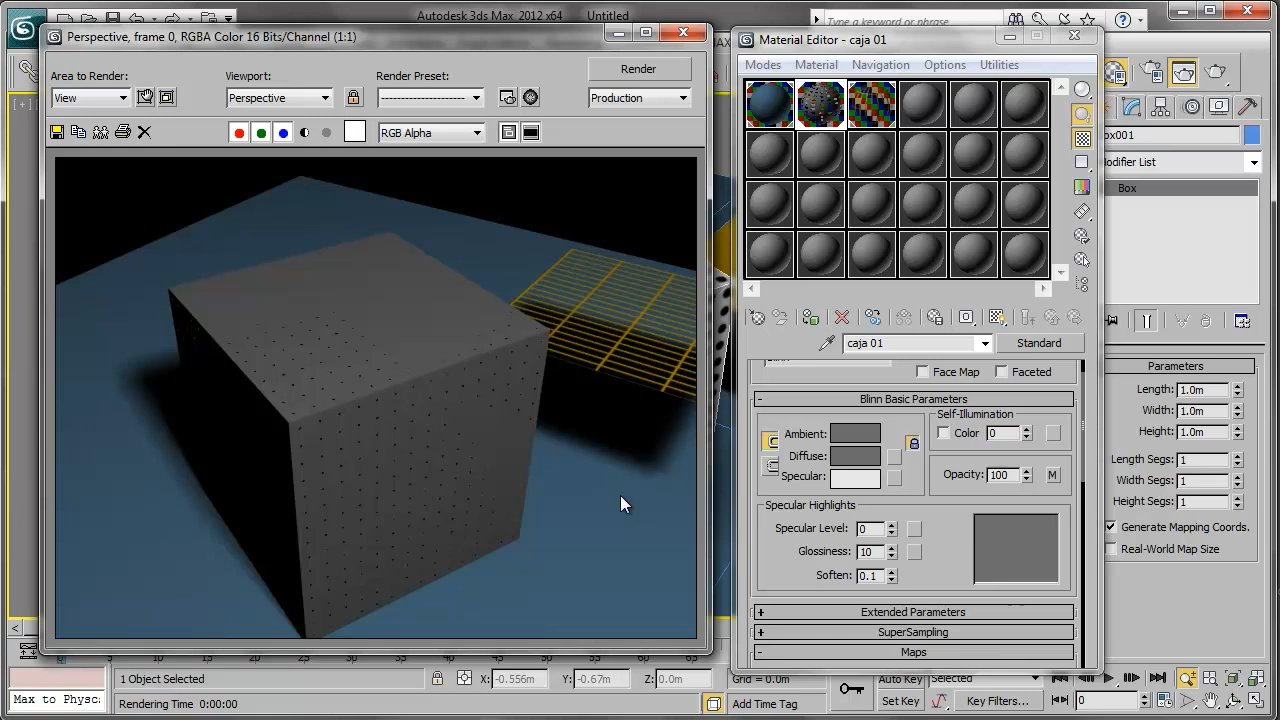 Autodesk 3ds Max 2012 x64 Untitled
Type a keyword or phrase
Perspective, frame 0, RGBA Color 16 Bits/Channel (1:1)
Area to Render:
Viewport:
Render Preset:
Render
View
Perspective
Production
RGB Alpha
Material Editor - caja 01
Modes Material Navigation Options Utilities
caja 01
Standard
Face Map
Faceted
- Blinn Basic Parameters
Ambient:
Diffuse:
Specular:
Self-Illumination
Color 0
Opacity: 100 M
Specular Highlights
Specular Level: 0
Glossiness: 10
Soften: 0.1
+ Extended Parameters
+ SuperSampling
- Maps
ox001
Modifier List
Box
Parameters
Length: 1.0m
Width: 1.0m
Height: 1.0m
Length Segs: 1
Width Segs: 1
Height Segs: 1
Generate Mapping Coords.
Real-World Map Size
1 Object Selected
X: -0.556m
Y: -0.67m
Z: 0.0m
Grid = 0.0m
Auto Key
Selected
Max to Physc
Rendering Time 0:00:00
Add Time Tag
Set Key
Key Filters...
0